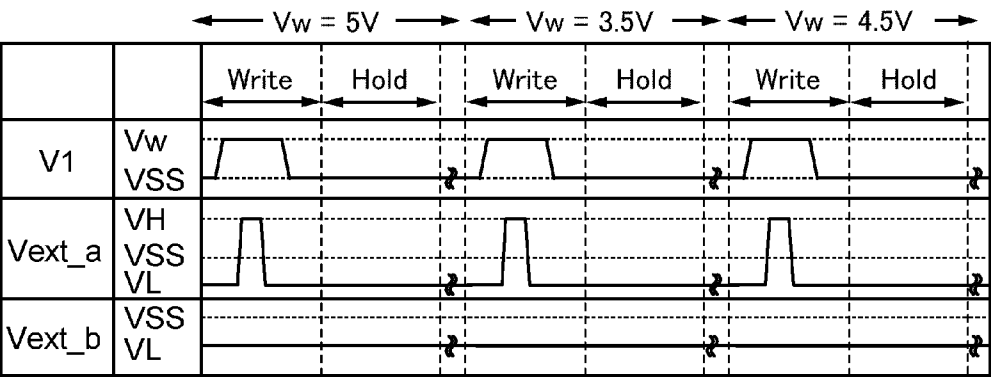 Vw = 5V Vw = 3.5V Vw = 4.5V
Write Hold Write Hold Write Hold
V1 Vw
VSS
VH
Vext_a VSS
VL
VSS
Vext_b VL